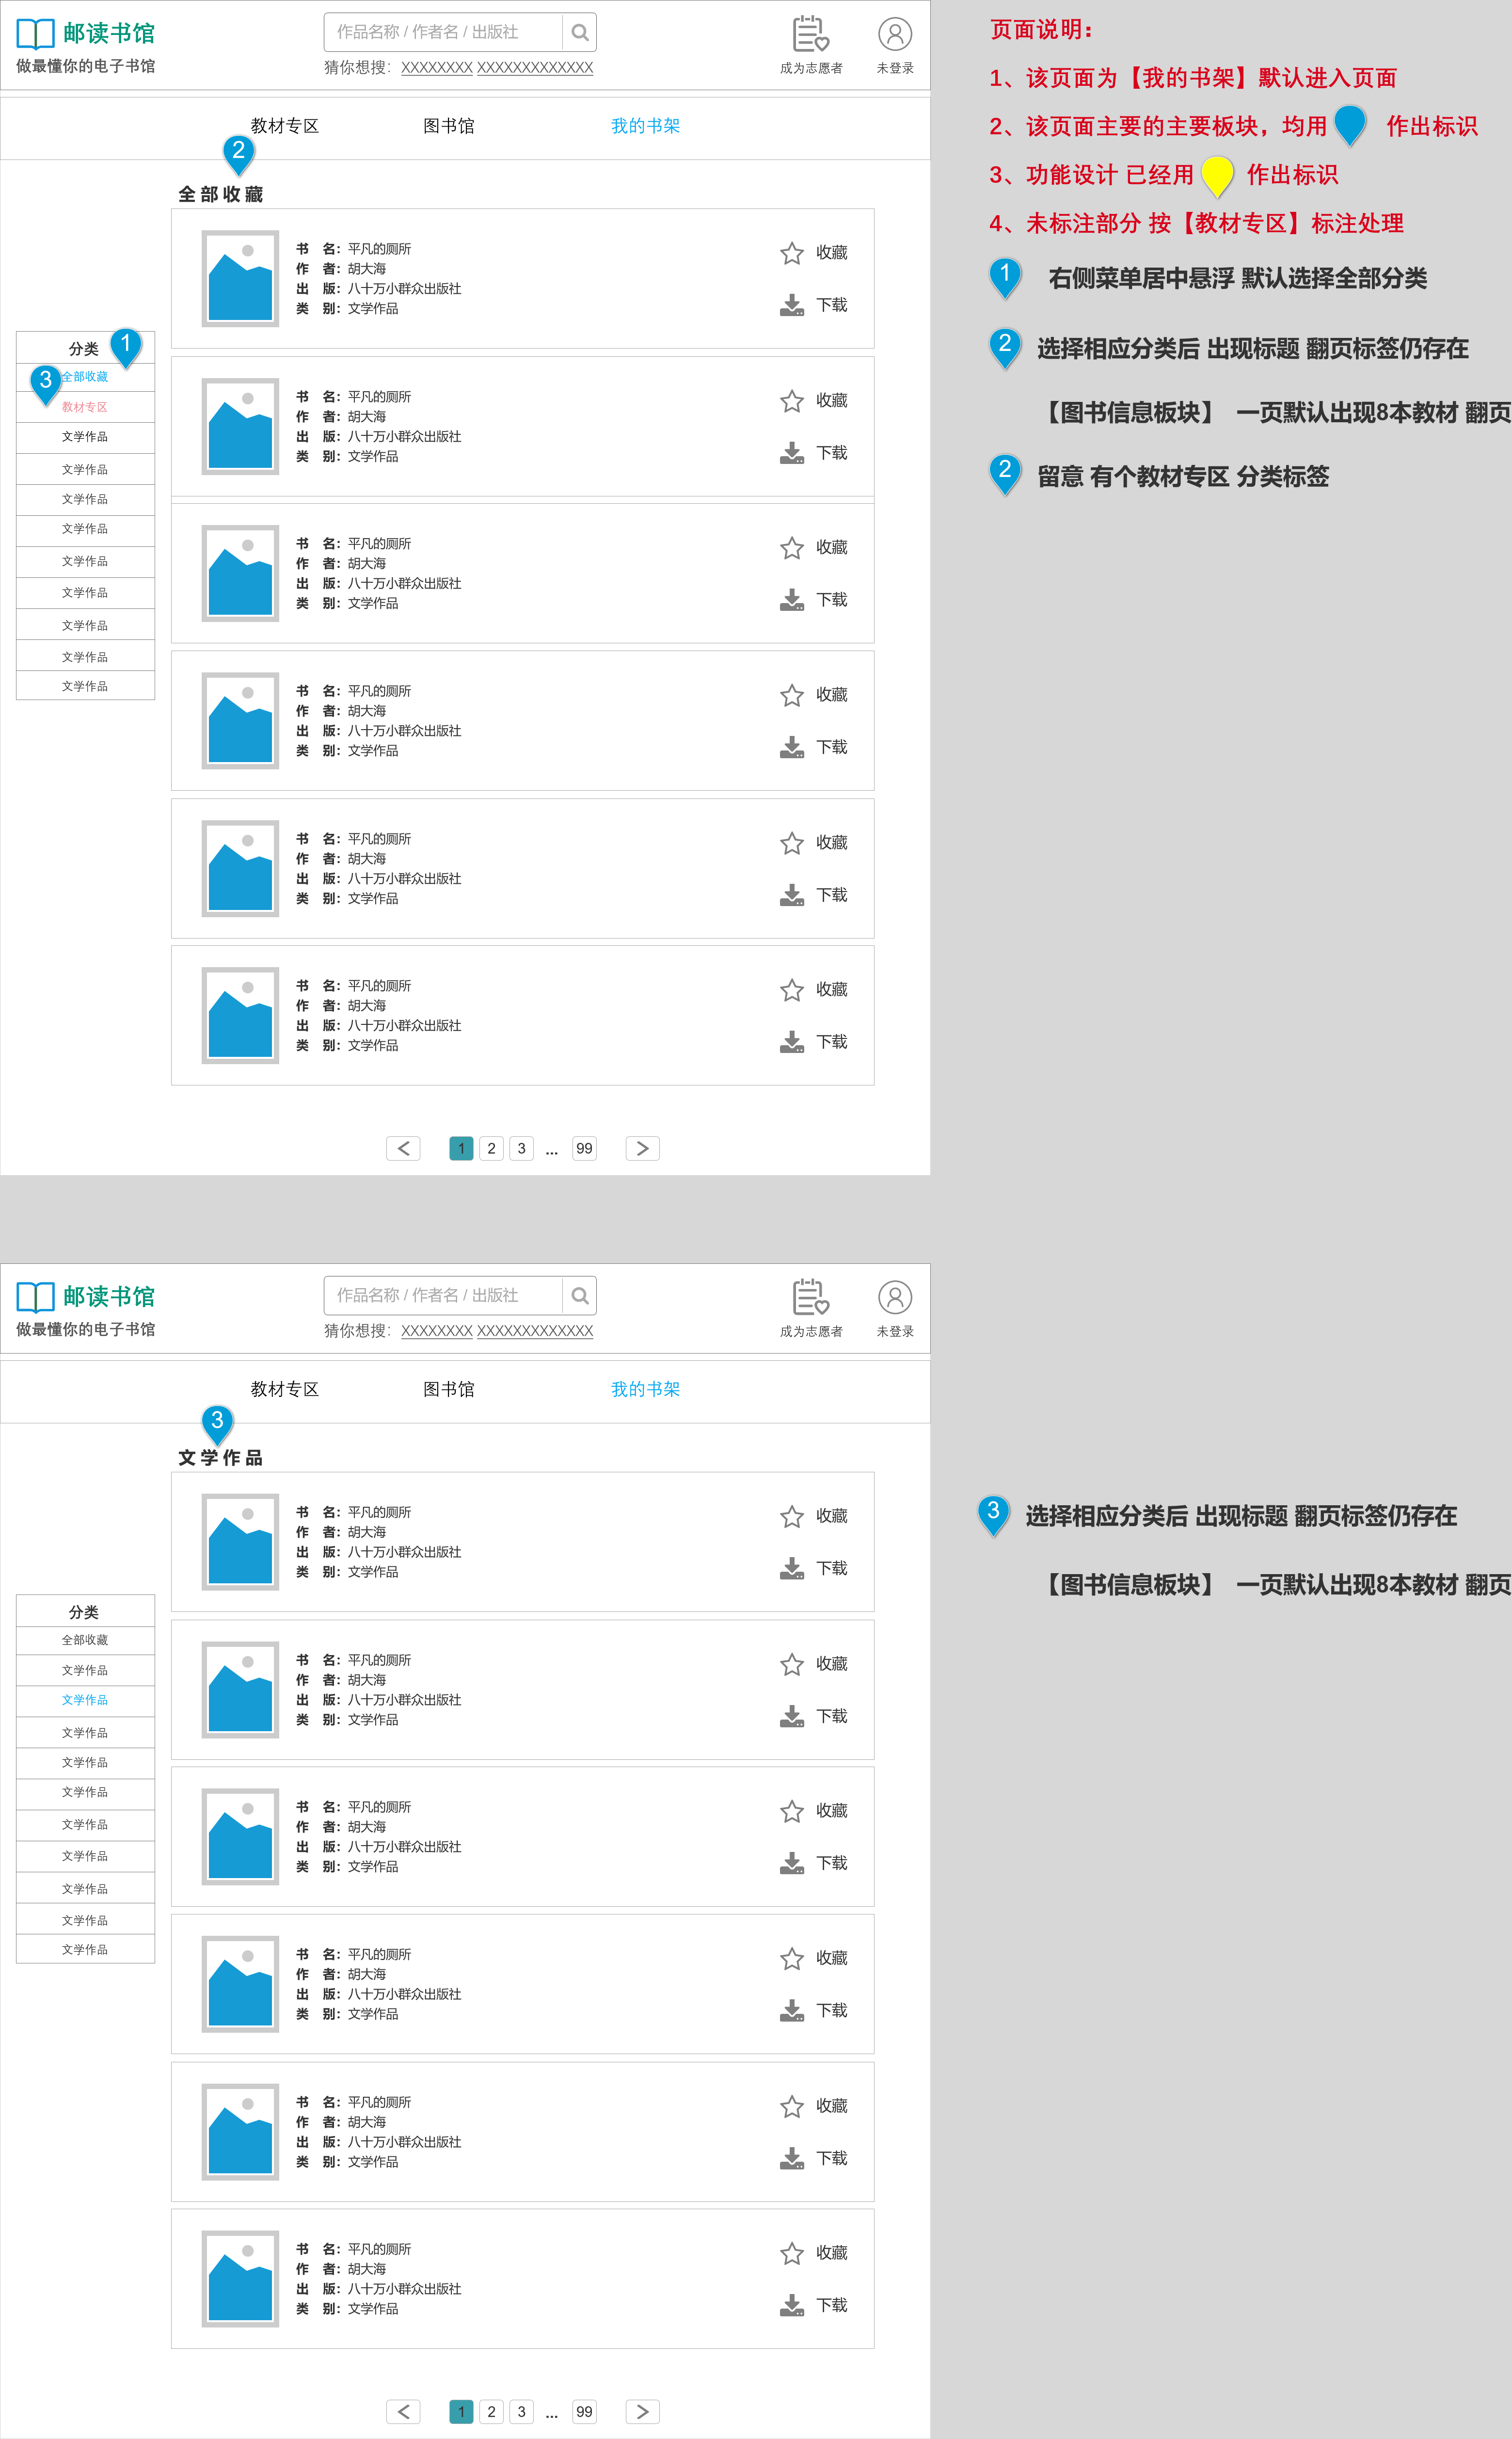 邮读书馆
做最懂你的电子书馆
作品名称 / 作者名 / 出版社
猜你想搜：XXXXXXXX XXXXXXXXXXXXX
成为志愿者
未登录
教材专区
图书馆
我的书架
2
全部收藏
分类
1
3
全部收藏
教材专区
文学作品
文学作品
文学作品
文学作品
文学作品
文学作品
文学作品
文学作品
文学作品
书 名：平凡的厕所
作 者：胡大海
出 版：八十万小群众出版社
类 别：文学作品
收藏
下载
书 名：平凡的厕所
作 者：胡大海
出 版：八十万小群众出版社
类 别：文学作品
收藏
下载
书 名：平凡的厕所
作 者：胡大海
出 版：八十万小群众出版社
类 别：文学作品
收藏
下载
书 名：平凡的厕所
作 者：胡大海
出 版：八十万小群众出版社
类 别：文学作品
收藏
下载
书 名：平凡的厕所
作 者：胡大海
出 版：八十万小群众出版社
类 别：文学作品
收藏
下载
书 名：平凡的厕所
作 者：胡大海
出 版：八十万小群众出版社
类 别：文学作品
收藏
下载
1 2 3 ... 99
页面说明：
1、该页面为【我的书架】默认进入页面
2、该页面主要的主要板块，均用 作出标识
3、功能设计 已经用 作出标识
4、未标注部分 按【教材专区】标注处理
1 右侧菜单居中悬浮 默认选择全部分类
2 选择相应分类后 出现标题 翻页标签仍存在
【图书信息板块】 一页默认出现8本教材 翻页
2 留意 有个教材专区 分类标签
邮读书馆
做最懂你的电子书馆
作品名称 / 作者名 / 出版社
猜你想搜：XXXXXXXX XXXXXXXXXXXXX
成为志愿者
未登录
教材专区
图书馆
我的书架
3
文学作品
分类
全部收藏
文学作品
文学作品
文学作品
文学作品
文学作品
文学作品
文学作品
文学作品
文学作品
文学作品
书 名：平凡的厕所
作 者：胡大海
出 版：八十万小群众出版社
类 别：文学作品
收藏
下载
书 名：平凡的厕所
作 者：胡大海
出 版：八十万小群众出版社
类 别：文学作品
收藏
下载
书 名：平凡的厕所
作 者：胡大海
出 版：八十万小群众出版社
类 别：文学作品
收藏
下载
书 名：平凡的厕所
作 者：胡大海
出 版：八十万小群众出版社
类 别：文学作品
收藏
下载
书 名：平凡的厕所
作 者：胡大海
出 版：八十万小群众出版社
类 别：文学作品
收藏
下载
书 名：平凡的厕所
作 者：胡大海
出 版：八十万小群众出版社
类 别：文学作品
收藏
下载
1 2 3 ... 99
3 选择相应分类后 出现标题 翻页标签仍存在
【图书信息板块】 一页默认出现8本教材 翻页